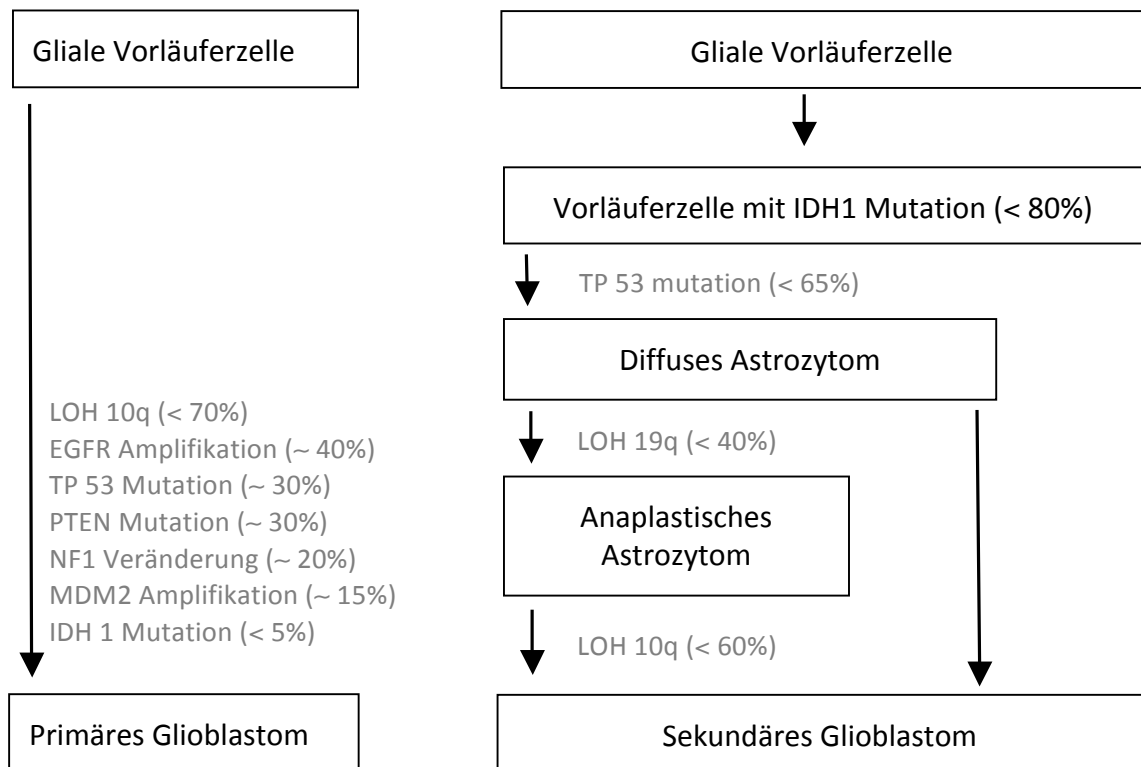 Gliale Vorläuferzelle
LOH 10q (< 70%)
EGFR Amplifikation (~ 40%)
TP 53 Mutation (~ 30%)
PTEN Mutation (~ 30%)
NF1 Veränderung (~ 20%)
MDM2 Amplifikation (~ 15%)
IDH 1 Mutation (< 5%)
Primäres Glioblastom
Gliale Vorläuferzelle
Vorläuferzelle mit IDH1 Mutation (< 80%)
TP 53 mutation (< 65%)
Diffuses Astrozytom
LOH 19q (< 40%)
Anaplastisches
Astrozytom
LOH 10q (< 60%)
Sekundäres Glioblastom